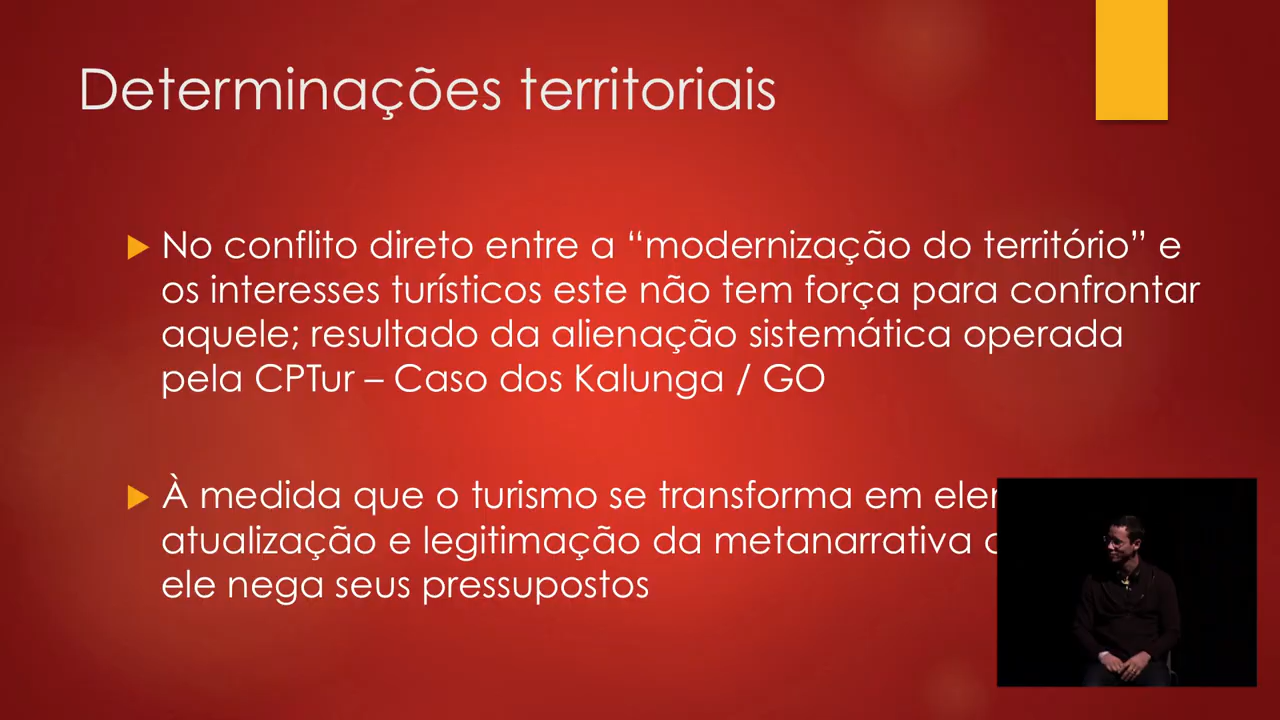 Determinações territoriais
No conflito direto entre a “modernização do território” e
os interesses turísticos este não tem força para confrontar
aquele; resultado da alienação sistemática operada
pela CPTur – Caso dos Kalunga / GO
À medida que o turismo se transforma em
atualização e legitimação da metanarrativa
ele nega seus pressupostos